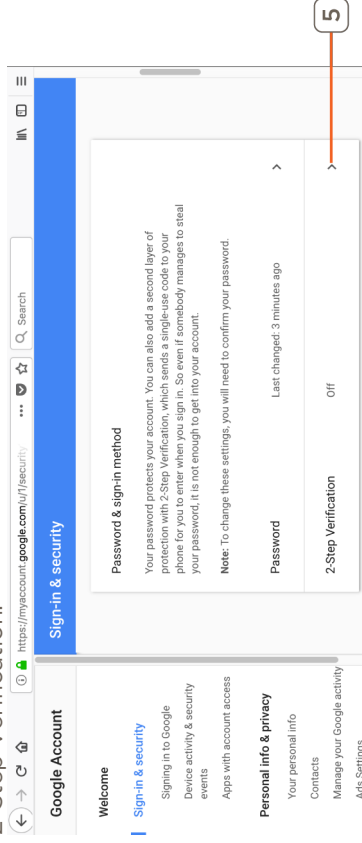 2-Step Verification.
https://myaccount.google.com/u/1/security
Search
Google Account
Welcome
Sign-in & security
Signing in to Google
Device activity & security
events
Apps with account access
Personal info & privacy
Your personal info
Contacts
Manage your Google activity
Ads Settings
Sign-in & security
Password & sign-in method
Your password protects your account. You can also add a second layer of
protection with 2-Step Verification, which sends a single-use code to your
phone for you to enter when you sign in. So even if somebody manages to steal
your password, it is not enough to get into your account.
Note: To change these settings, you will need to confirm your password.
Password Last changed: 3 minutes ago
2-Step Verification Off
5